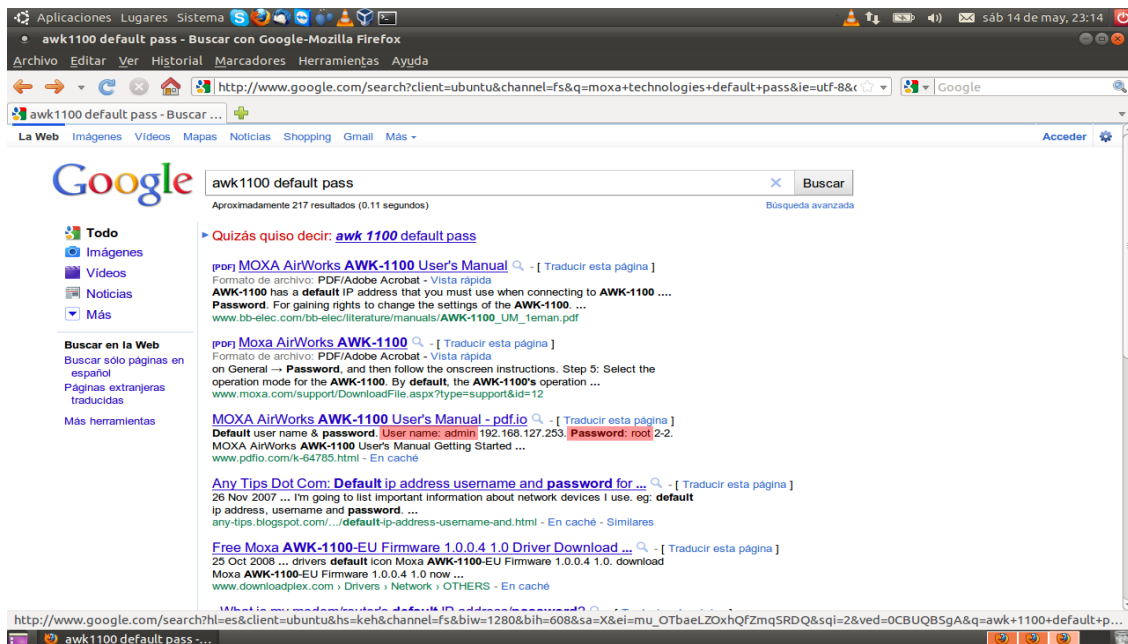 Aplicaciones Lugares Sistema sáb 14 de may, 23:14
awk1100 default pass - Buscar con Google-Mozilla Firefox
Archivo Editar Ver Historial Marcadores Herramientas Ayuda
http://www.google.com/search?client=ubuntu&channel=fs&q=moxa+technologies+default+pass&ie=utf-8& Google
awk1100 default pass - Buscar ...
La Web Imágenes Vídeos Mapas Noticias Shopping Gmail Más Acceder
Google awk1100 default pass Buscar
Aproximadamente 217 resultados (0.11 segundos) Búsqueda avanzada
Todo
Imágenes
Vídeos
Noticias
Más
Buscar en la Web
Buscar sólo páginas en
español
Páginas extranjeras
traducidas
Más herramientas
Quizás quiso decir: awk 1100 default pass
[PDF] MOXA AirWorks AWK-1100 User's Manual - [ Traducir esta página ]
Formato de archivo: PDF/Adobe Acrobat - Vista rápida
AWK-1100 has a default IP address that you must use when connecting to AWK-1100 ....
Password. For gaining rights to change the settings of the AWK-1100. ...
www.bb-elec.com/bb-elec/literature/manuals/AWK-1100_UM_1eman.pdf
[PDF] Moxa AirWorks AWK-1100 - [ Traducir esta página ]
Formato de archivo: PDF/Adobe Acrobat - Vista rápida
on General → Password, and then follow the onscreen instructions. Step 5: Select the
operation mode for the AWK-1100. By default, the AWK-1100's operation ...
www.moxa.com/support/DownloadFile.aspx?type=support&id=12
MOXA AirWorks AWK-1100 User's Manual - pdf.io - [ Traducir esta página ]
Default user name & password. User name: admin 192.168.127.253. Password: root 2-2.
MOXA AirWorks AWK-1100 User's Manual Getting Started ...
www.pdfio.com/k-64785.html - En caché
Any Tips Dot Com: Default ip address username and password for ... - [ Traducir esta página ]
26 Nov 2007 ... I'm going to list important information about network devices I use. eg: default
ip address, username and password. ...
any-tips.blogspot.com/.../default-ip-address-username-and.html - En caché - Similares
Free Moxa AWK-1100-EU Firmware 1.0.0.4 1.0 Driver Download ... - [ Traducir esta página ]
25 Oct 2008 ... drivers default icon Moxa AWK-1100-EU Firmware 1.0.0.4 1.0. download
Moxa AWK-1100-EU Firmware 1.0.0.4 1.0 now ...
www.downloadplex.com › Drivers › Network › OTHERS - En caché
What is my modem/router's default IP address/password?
http://www.google.com/search?hl=es&client=ubuntu&hs=keh&channel=fs&biw=1280&bih=608&sa=X&ei=mu_OTbaeLZOxhQfZmqSRDQ&sqi=2&ved=0CBUQBSgA&q=awk+1100+default+p...
awk1100 default pass -...